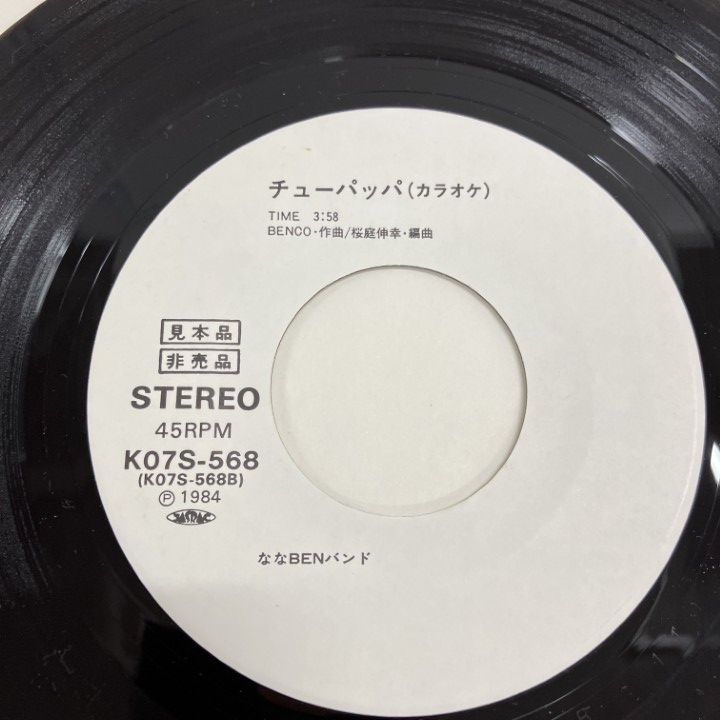 チューパッパ(カラオケ)
TIME 3:58
BENCO・作曲/桜庭伸幸・編曲
見本品
非売品
STEREO
45RPM
K07S-568
(K07S-568B)
Ⓟ 1984
JASRAC
ななBENバンド